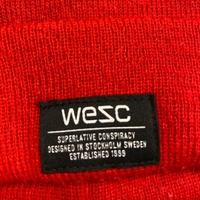 wesc
SUPERLATIVE CONSPIRACY
DESIGNED IN STOCKHOLM SWEDEN
ESTABLISHED 1999